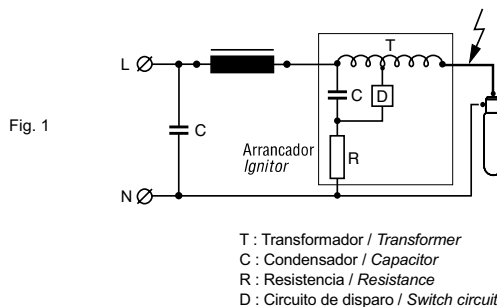 T
L
C
D
C
Fig. 1
Arrancador
Ignitor
R
N
T : Transformador / Transformer
C : Condensador / Capacitor
R : Resistencia / Resistance
D : Circuito de disparo / Switch circuit